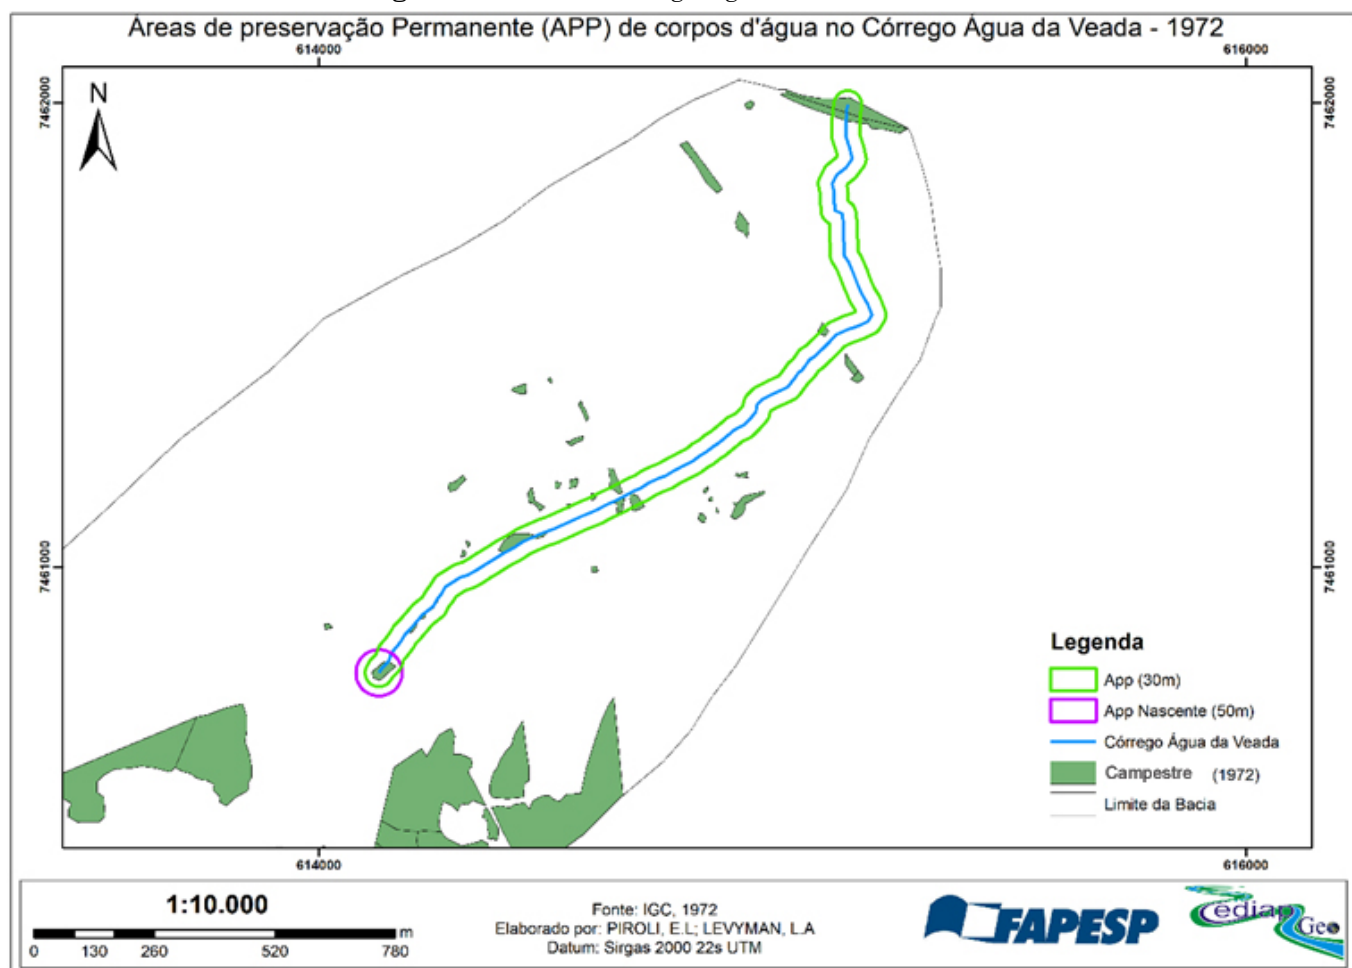 Áreas de preservação Permanente (APP) de corpos d'água no Córrego Água da Veada - 1972
614000
616000
N
7462000
7462000
7461000
7461000
Legenda
App (30m)
App Nascente (50m)
Córrego Água da Veada
Campestre (1972)
Limite da Bacia
614000
616000
1:10.000
m
0 130 260 520 780
Fonte: IGC, 1972
Elaborado por: PIROLI, E.L; LEVYMAN, L.A
Datum: Sirgas 2000 22s UTM
FAPESP
Cediap
Geo